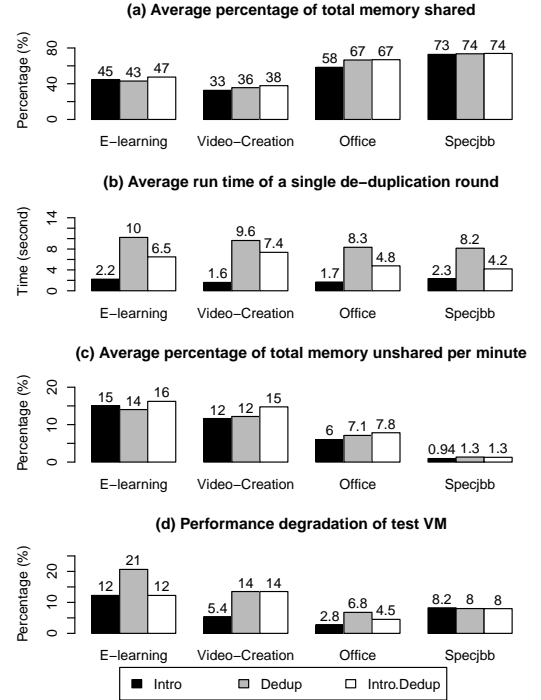 (a) Average percentage of total memory shared
Percentage (%)
0 40 80
45 43 47 33 36 38 58 67 67 73 74 74
E−learning Video−Creation Office Specjbb
(b) Average run time of a single de−duplication round
Time (second)
0 4 8 14
2.2 10 6.5 1.6 9.6 7.4 1.7 8.3 4.8 2.3 8.2 4.2
E−learning Video−Creation Office Specjbb
(c) Average percentage of total memory unshared per minute
Percentage (%)
0 10 20
15 14 16 12 12 15 6 7.1 7.8 0.94 1.3 1.3
E−learning Video−Creation Office Specjbb
(d) Performance degradation of test VM
Percentage (%)
0 10 20
12 21 12 5.4 14 14 2.8 6.8 4.5 8.2 8 8
E−learning Video−Creation Office Specjbb
Intro Dedup Intro.Dedup